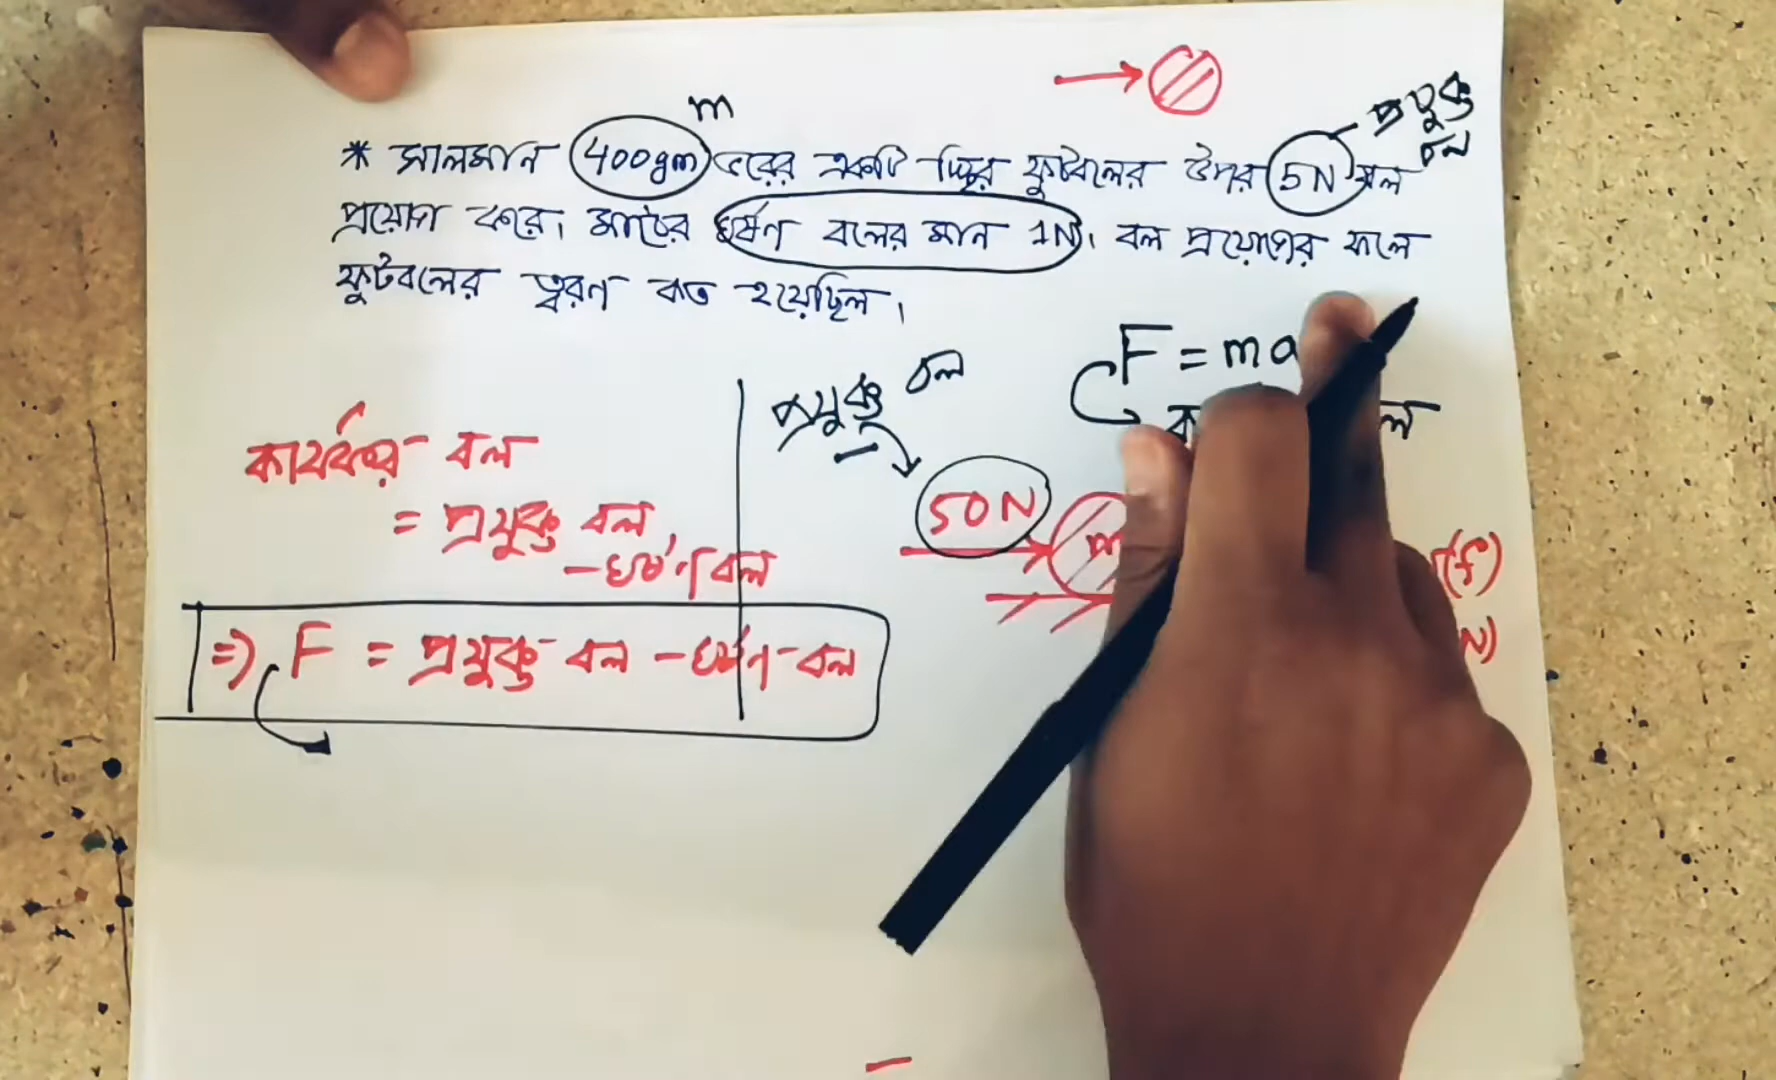 m
* সালমান 400gm ভরের একটি স্থির ফুটবলের উপর 5N বল
প্রযুক্ত
বল
প্রয়োগ করে। মাঠের ঘর্ষণ বলের মান 1N। বল প্রয়োগের ফলে
ফুটবলের ত্বরণ কত হয়েছিল।
F = ma
প্রযুক্ত বল
কার্যকর বল
= প্রযুক্ত বল
- ঘর্ষণ বল
50N
(f)
N)
=> F = প্রযুক্ত বল - ঘর্ষণ বল